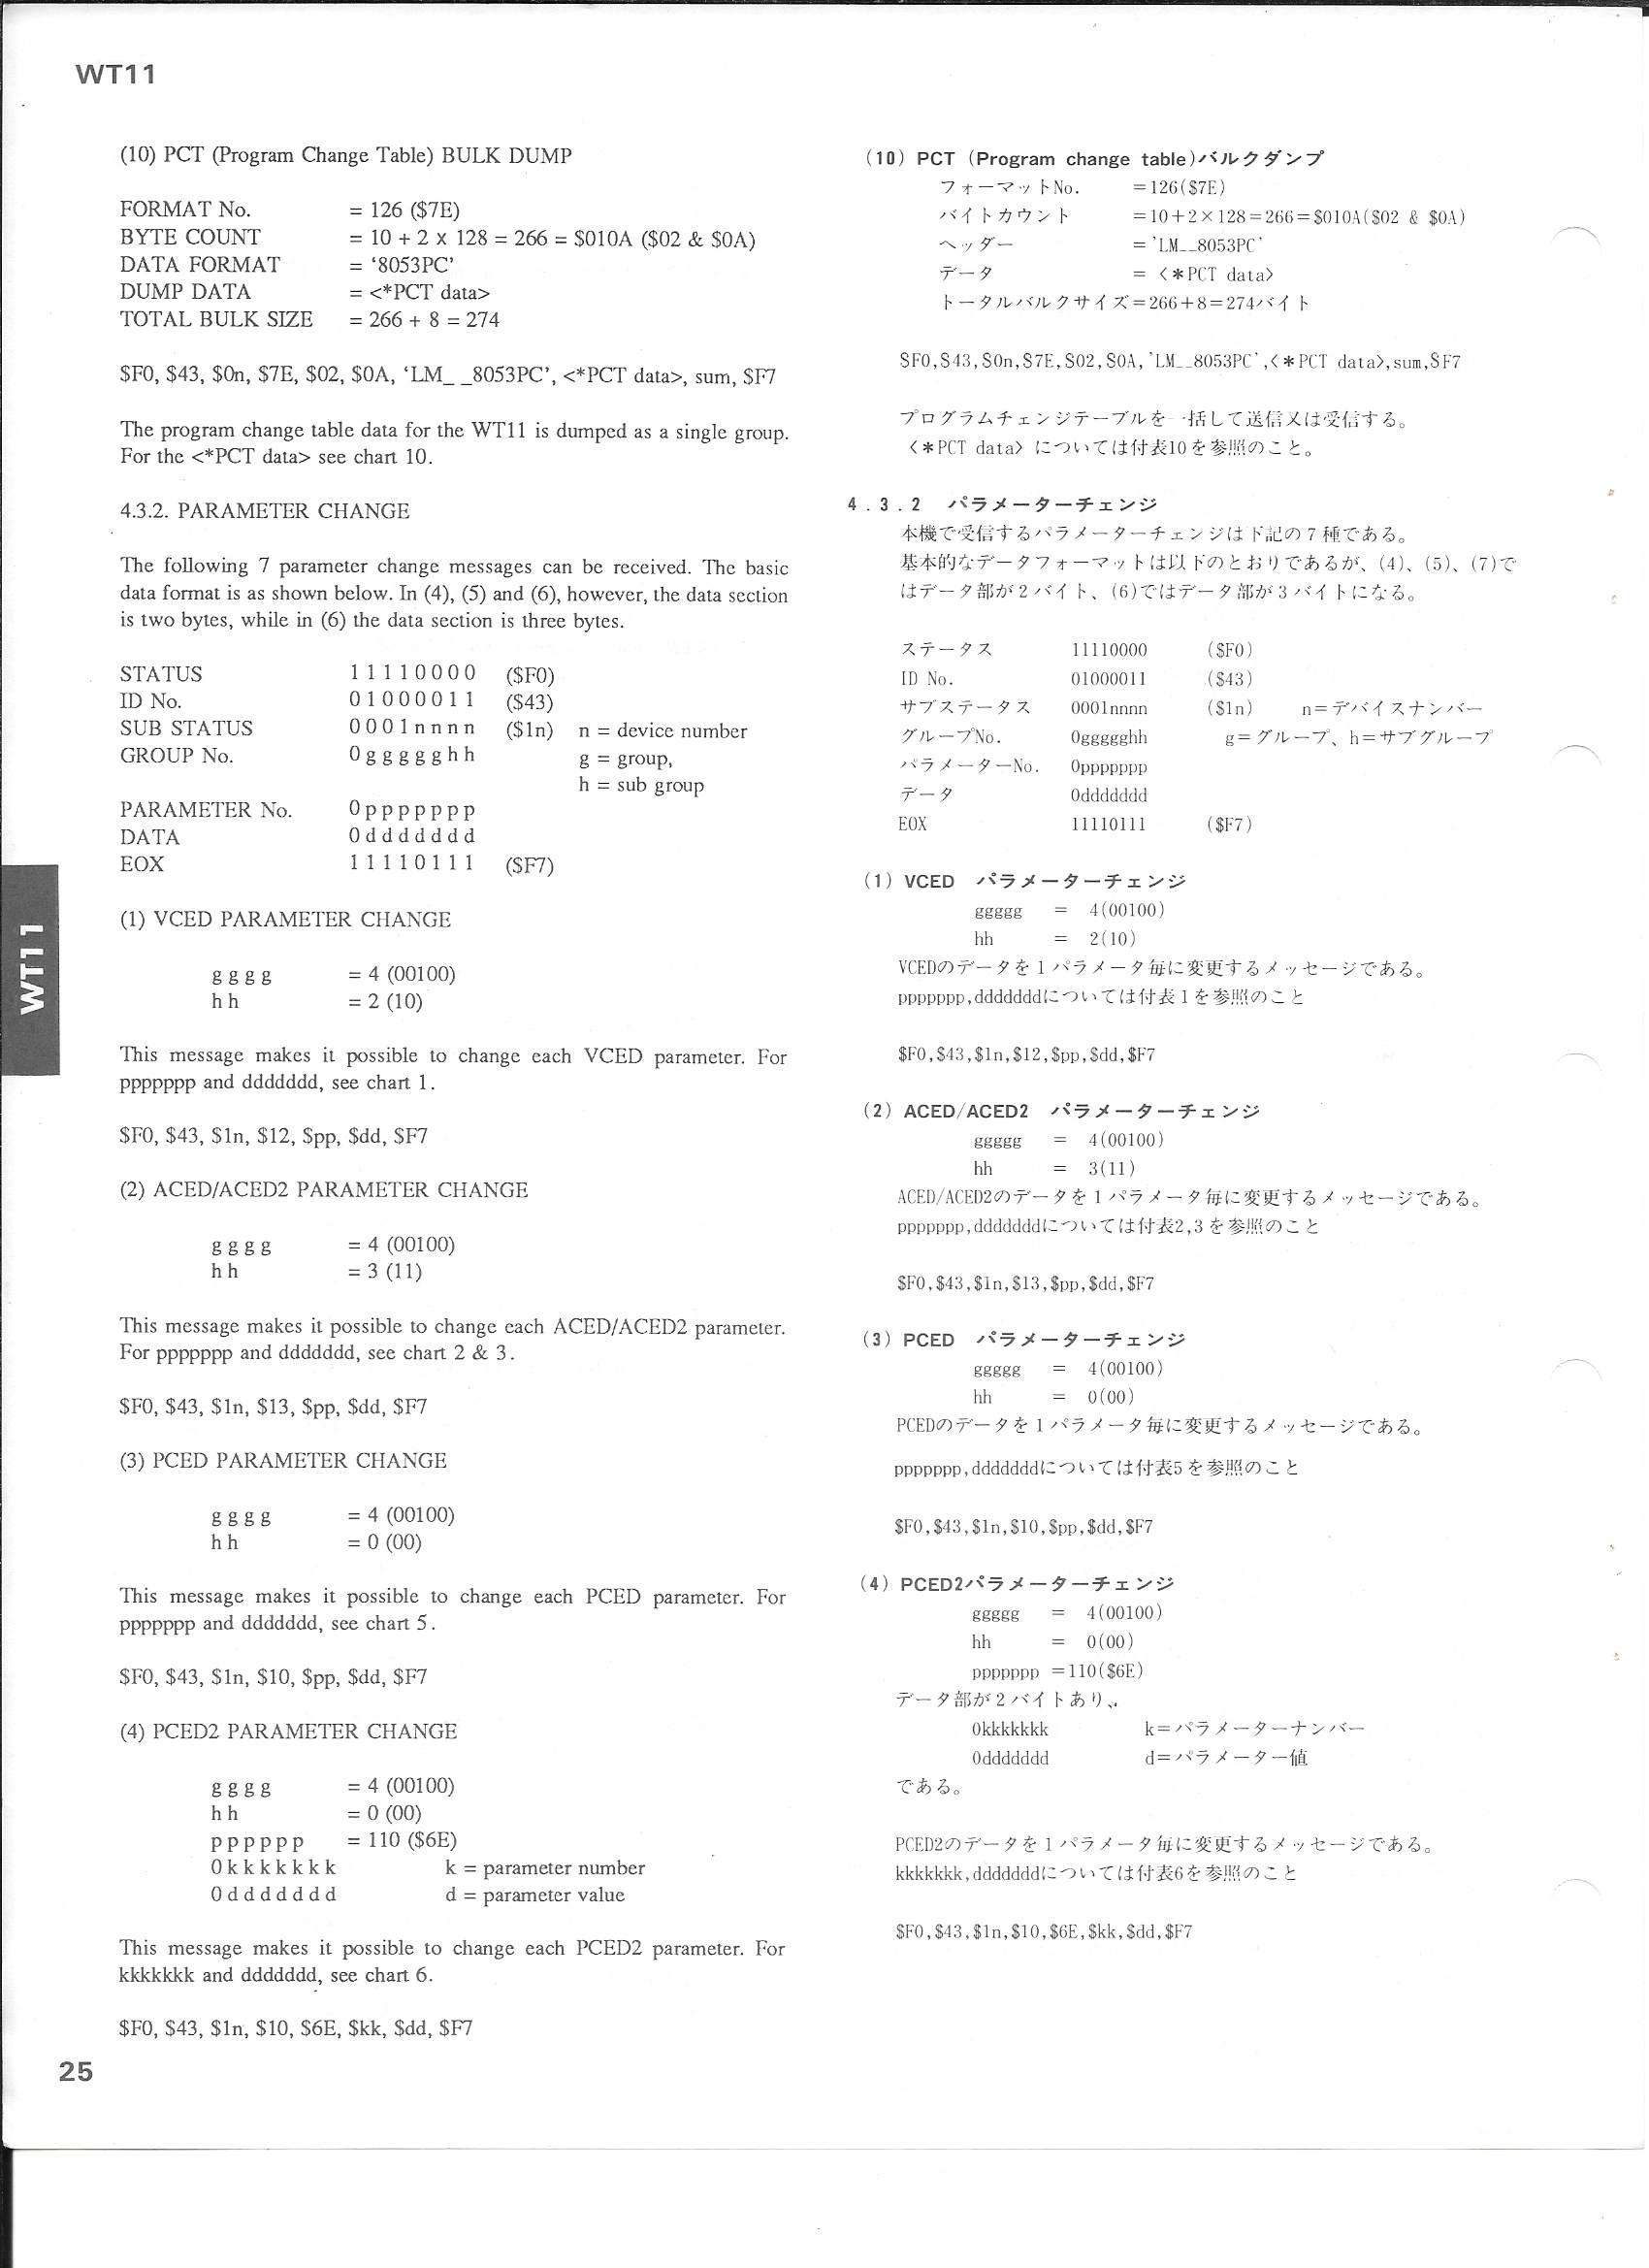 WT11
(10) PCT (Program Change Table) BULK DUMP
FORMAT No. = 126 ($7E)
BYTE COUNT = 10 + 2 x 128 = 266 = $010A ($02 & $0A)
DATA FORMAT = ‘8053PC’
DUMP DATA = <*PCT data>
TOTAL BULK SIZE = 266 + 8 = 274
$F0, $43, $0n, $7E, $02, $0A, ‘LM_ _8053PC’, <*PCT data>, sum, $F7
The program change table data for the WT11 is dumped as a single group.
For the <*PCT data> see chart 10.
4.3.2. PARAMETER CHANGE
The following 7 parameter change messages can be received. The basic
data format is as shown below. In (4), (5) and (6), however, the data section
is two bytes, while in (6) the data section is three bytes.
STATUS 1 1 1 1 0 0 0 0 ($F0)
ID No. 0 1 0 0 0 0 1 1 ($43)
SUB STATUS 0 0 0 1 n n n n ($1n) n = device number
GROUP No. 0 g g g g g h h g = group,
h = sub group
PARAMETER No. 0 p p p p p p p
DATA 0 d d d d d d d
EOX 1 1 1 1 0 1 1 1 ($F7)
(1) VCED PARAMETER CHANGE
g g g g = 4 (00100)
h h = 2 (10)
This message makes it possible to change each VCED parameter. For
ppppppp and ddddddd, see chart 1.
$F0, $43, $1n, $12, $pp, $dd, $F7
(2) ACED/ACED2 PARAMETER CHANGE
g g g g = 4 (00100)
h h = 3 (11)
This message makes it possible to change each ACED/ACED2 parameter.
For ppppppp and ddddddd, see chart 2 & 3.
$F0, $43, $1n, $13, $pp, $dd, $F7
(3) PCED PARAMETER CHANGE
g g g g = 4 (00100)
h h = 0 (00)
This message makes it possible to change each PCED parameter. For
ppppppp and ddddddd, see chart 5.
$F0, $43, $1n, $10, $pp, $dd, $F7
(4) PCED2 PARAMETER CHANGE
g g g g = 4 (00100)
h h = 0 (00)
p p p p p p = 110 ($6E)
0 k k k k k k k k = parameter number
0 d d d d d d d d = parameter value
This message makes it possible to change each PCED2 parameter. For
kkkkkkk and ddddddd, see chart 6.
$F0, $43, $1n, $10, $6E, $kk, $dd, $F7
(10) PCT (Program change table)バルクダンプ
フォーマットNo. =126($7E)
バイトカウント =10+2×128=266=$010A($02 & $0A)
ヘッダー ='LM__8053PC'
データ = <*PCT data>
トータルバルクサイズ=266+8=274バイト
$F0,$43,$0n,$7E,$02,$0A,'LM__8053PC',<*PCT data>,sum,$F7
プログラムチェンジテーブルを一括して送信又は受信する。
<*PCT data> については付表10を参照のこと。
4.3.2 パラメーターチェンジ
本機で受信するパラメーターチェンジは下記の7種である。
基本的なデータフォーマットは以下のとおりであるが、(4)、(5)、(7)で
はデータ部が2バイト、(6)ではデータ部が3バイトになる。
ステータス 11110000 ($F0)
ID No. 01000011 ($43)
サブステータス 0001nnnn ($1n) n=デバイスナンバー
グループNo. 0ggggghh g=グループ、h=サブグループ
パラメーターNo. 0ppppppp
データ 0ddddddd
EOX 11110111 ($F7)
(1) VCED パラメーターチェンジ
ggggg = 4(00100)
hh = 2(10)
VCEDのデータを1パラメータ毎に変更するメッセージである。
ppppppp,dddddddについては付表1を参照のこと
$F0,$43,$1n,$12,$pp,$dd,$F7
(2) ACED/ACED2 パラメーターチェンジ
ggggg = 4(00100)
hh = 3(11)
ACED/ACED2のデータを1パラメータ毎に変更するメッセージである。
ppppppp,dddddddについては付表2,3を参照のこと
$F0,$43,$1n,$13,$pp,$dd,$F7
(3) PCED パラメーターチェンジ
ggggg = 4(00100)
hh = 0(00)
PCEDのデータを1パラメータ毎に変更するメッセージである。
ppppppp,dddddddについては付表5を参照のこと
$F0,$43,$1n,$10,$pp,$dd,$F7
(4) PCED2パラメーターチェンジ
ggggg = 4(00100)
hh = 0(00)
ppppppp =110($6E)
データ部が2バイトあり、
0kkkkkkk k=パラメーターナンバー
0ddddddd d=パラメーター値
である。
PCED2のデータを1パラメータ毎に変更するメッセージである。
kkkkkkk,dddddddについては付表6を参照のこと
$F0,$43,$1n,$10,$6E,$kk,$dd,$F7
WT11
25